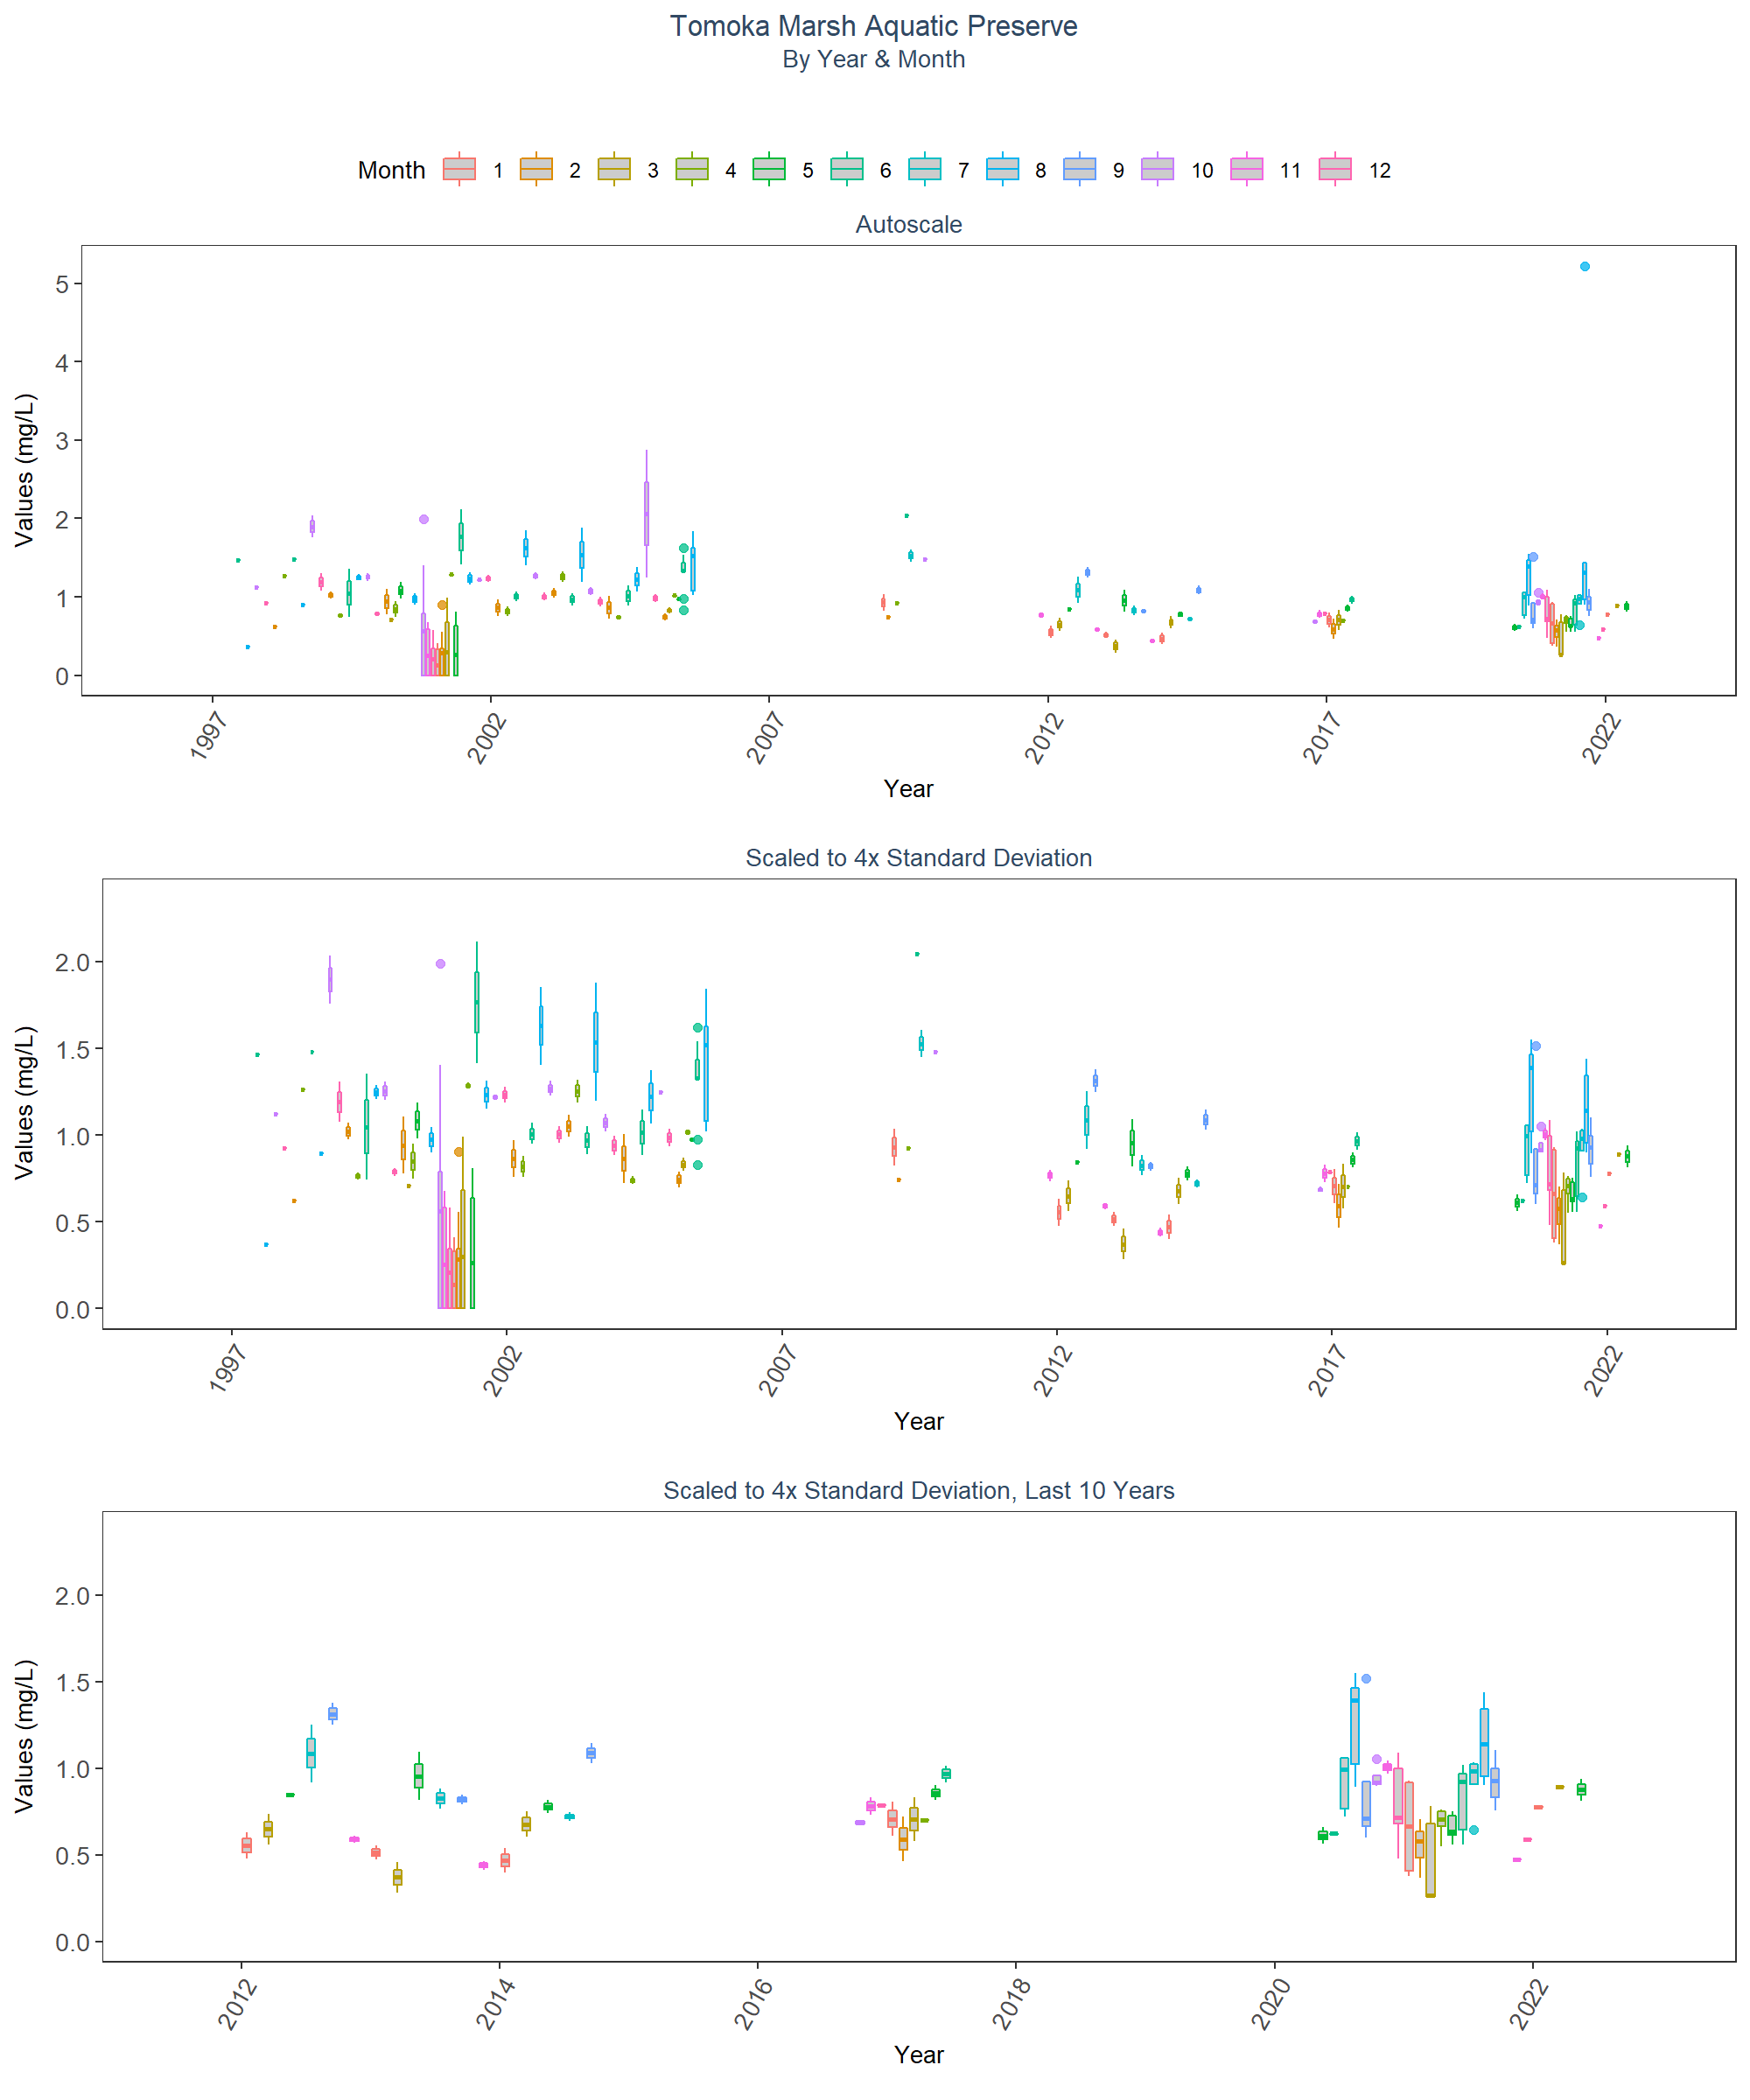 Tomoka Marsh Aquatic Preserve
By Year & Month
Month 1 2 3 4 5 6 7 8 9 10 11 12
Autoscale
Values (mg/L)
5
4
3
2
1
0
1997 2002 2007 2012 2017 2022
Year
Scaled to 4x Standard Deviation
Values (mg/L)
2.0
1.5
1.0
0.5
0.0
1997 2002 2007 2012 2017 2022
Year
Scaled to 4x Standard Deviation, Last 10 Years
Values (mg/L)
2.0
1.5
1.0
0.5
0.0
2012 2014 2016 2018 2020 2022
Year